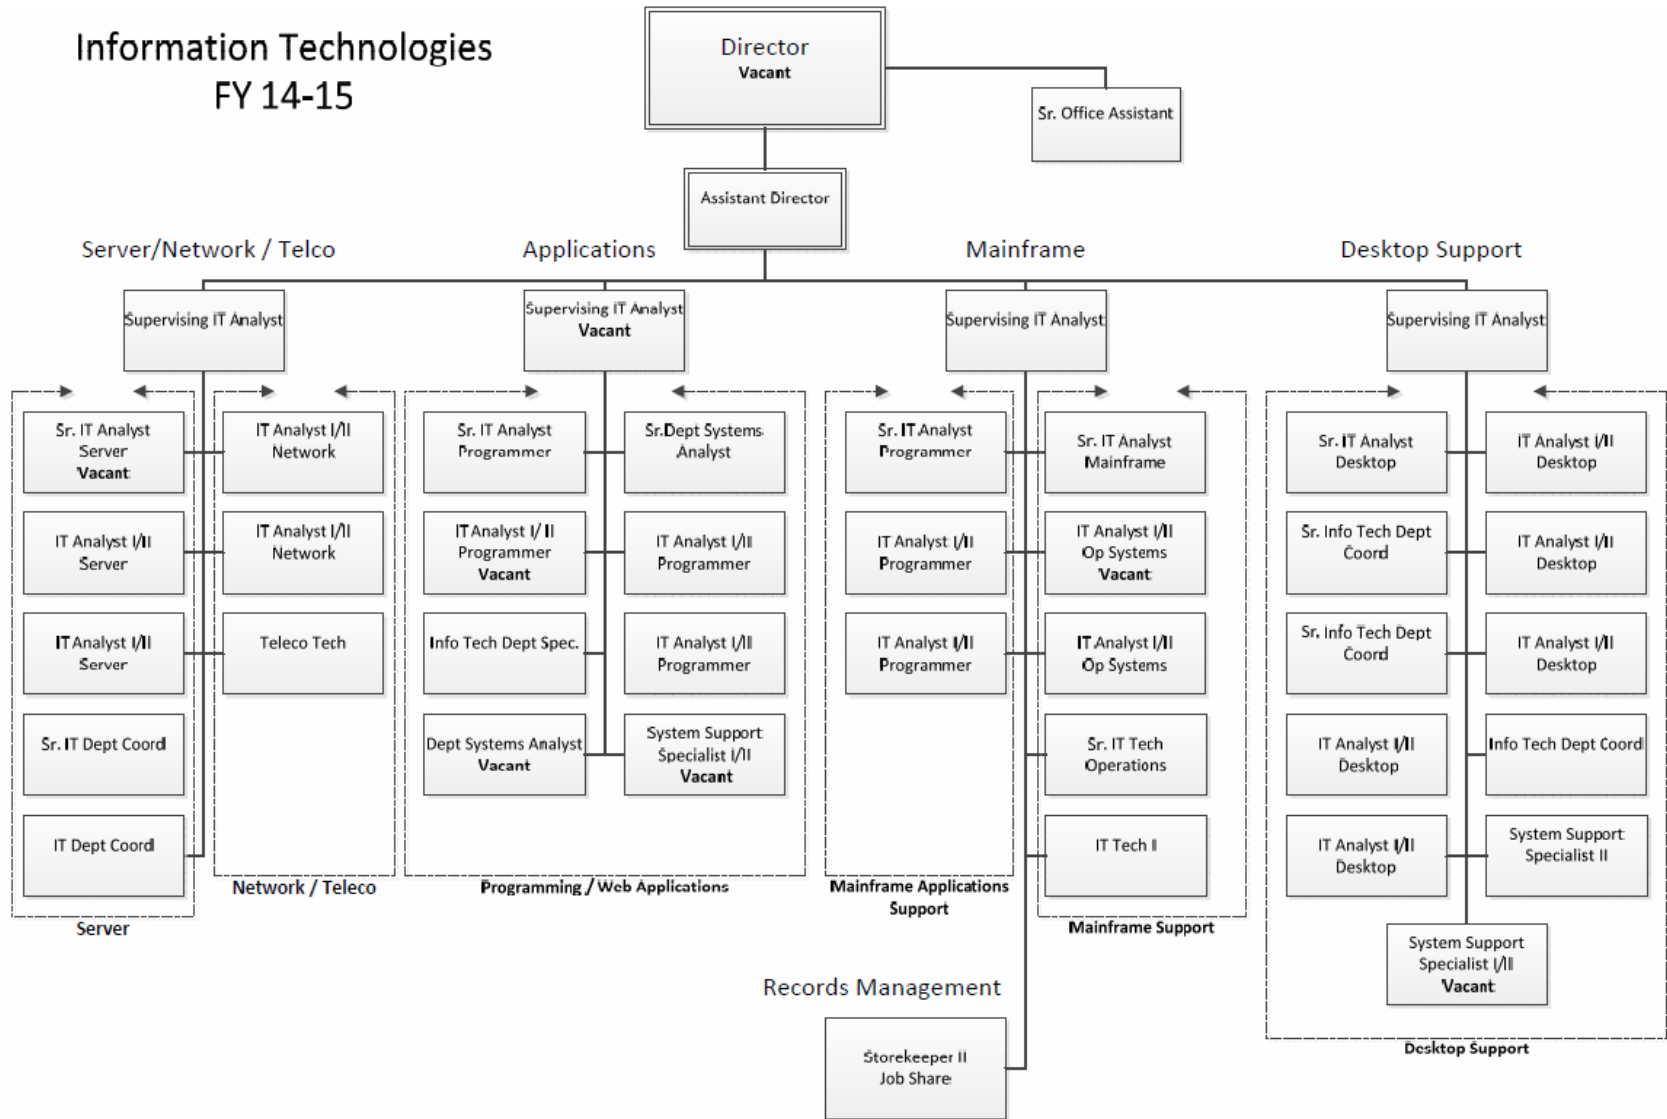 Information Technologies
FY 14-15
Director
Vacant
Sr. Office Assistant
Assistant Director
Server/Network / Telco
Applications
Mainframe
Desktop Support
Supervising IT Analyst
Supervising IT Analyst
Vacant
Supervising IT Analyst
Supervising IT Analyst
Sr. IT Analyst
Server
Vacant
IT Analyst I/II
Network
IT Analyst I/II
Server
IT Analyst I/II
Network
IT Analyst I/II
Server
Teleco Tech
Sr. IT Dept Coord
IT Dept Coord
Network / Teleco
Server
Sr. IT Analyst
Programmer
Sr.Dept Systems
Analyst
IT Analyst I/ II
Programmer
Vacant
IT Analyst I/II
Programmer
Info Tech Dept Spec.
IT Analyst I/II
Programmer
Dept Systems Analyst
Vacant
System Support
Specialist I/II
Vacant
Programming / Web Applications
Sr. IT Analyst
Programmer
Sr. IT Analyst
Mainframe
IT Analyst I/II
Programmer
IT Analyst I/II
Op Systems
Vacant
IT Analyst I/II
Programmer
IT Analyst I/II
Op Systems
Sr. IT Tech
Operations
IT Tech II
Mainframe Applications
Support
Mainframe Support
Sr. IT Analyst
Desktop
IT Analyst I/II
Desktop
Sr. Info Tech Dept
Coord
IT Analyst I/II
Desktop
Sr. Info Tech Dept
Coord
IT Analyst I/II
Desktop
IT Analyst I/II
Desktop
Info Tech Dept Coord
IT Analyst I/II
Desktop
System Support
Specialist II
System Support
Specialist I/II
Vacant
Desktop Support
Records Management
Storekeeper II
Job Share